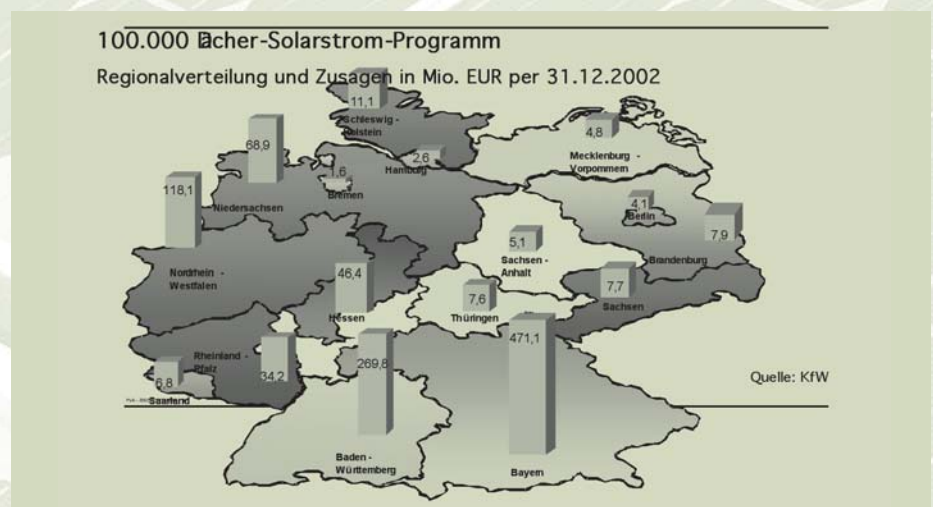 100.000 Dächer-Solarstrom-Programm
Regionalverteilung und Zusagen in Mio. EUR per 31.12.2002
11,1
Schleswig -
Holstein
4,8
Mecklenburg -
Vorpommern
68,9
Niedersachsen
2,6
Hamburg
1,6
Bremen
118,1
Nordrhein -
Westfalen
4,1
Berlin
7,9
Brandenburg
5,1
Sachsen -
Anhalt
46,4
Hessen
7,6
Thüringen
7,7
Sachsen
Rheinland -
Pfalz
34,2
6,8
Saarland
269,8
Baden -
Württemberg
471,1
Bayern
Quelle: KfW